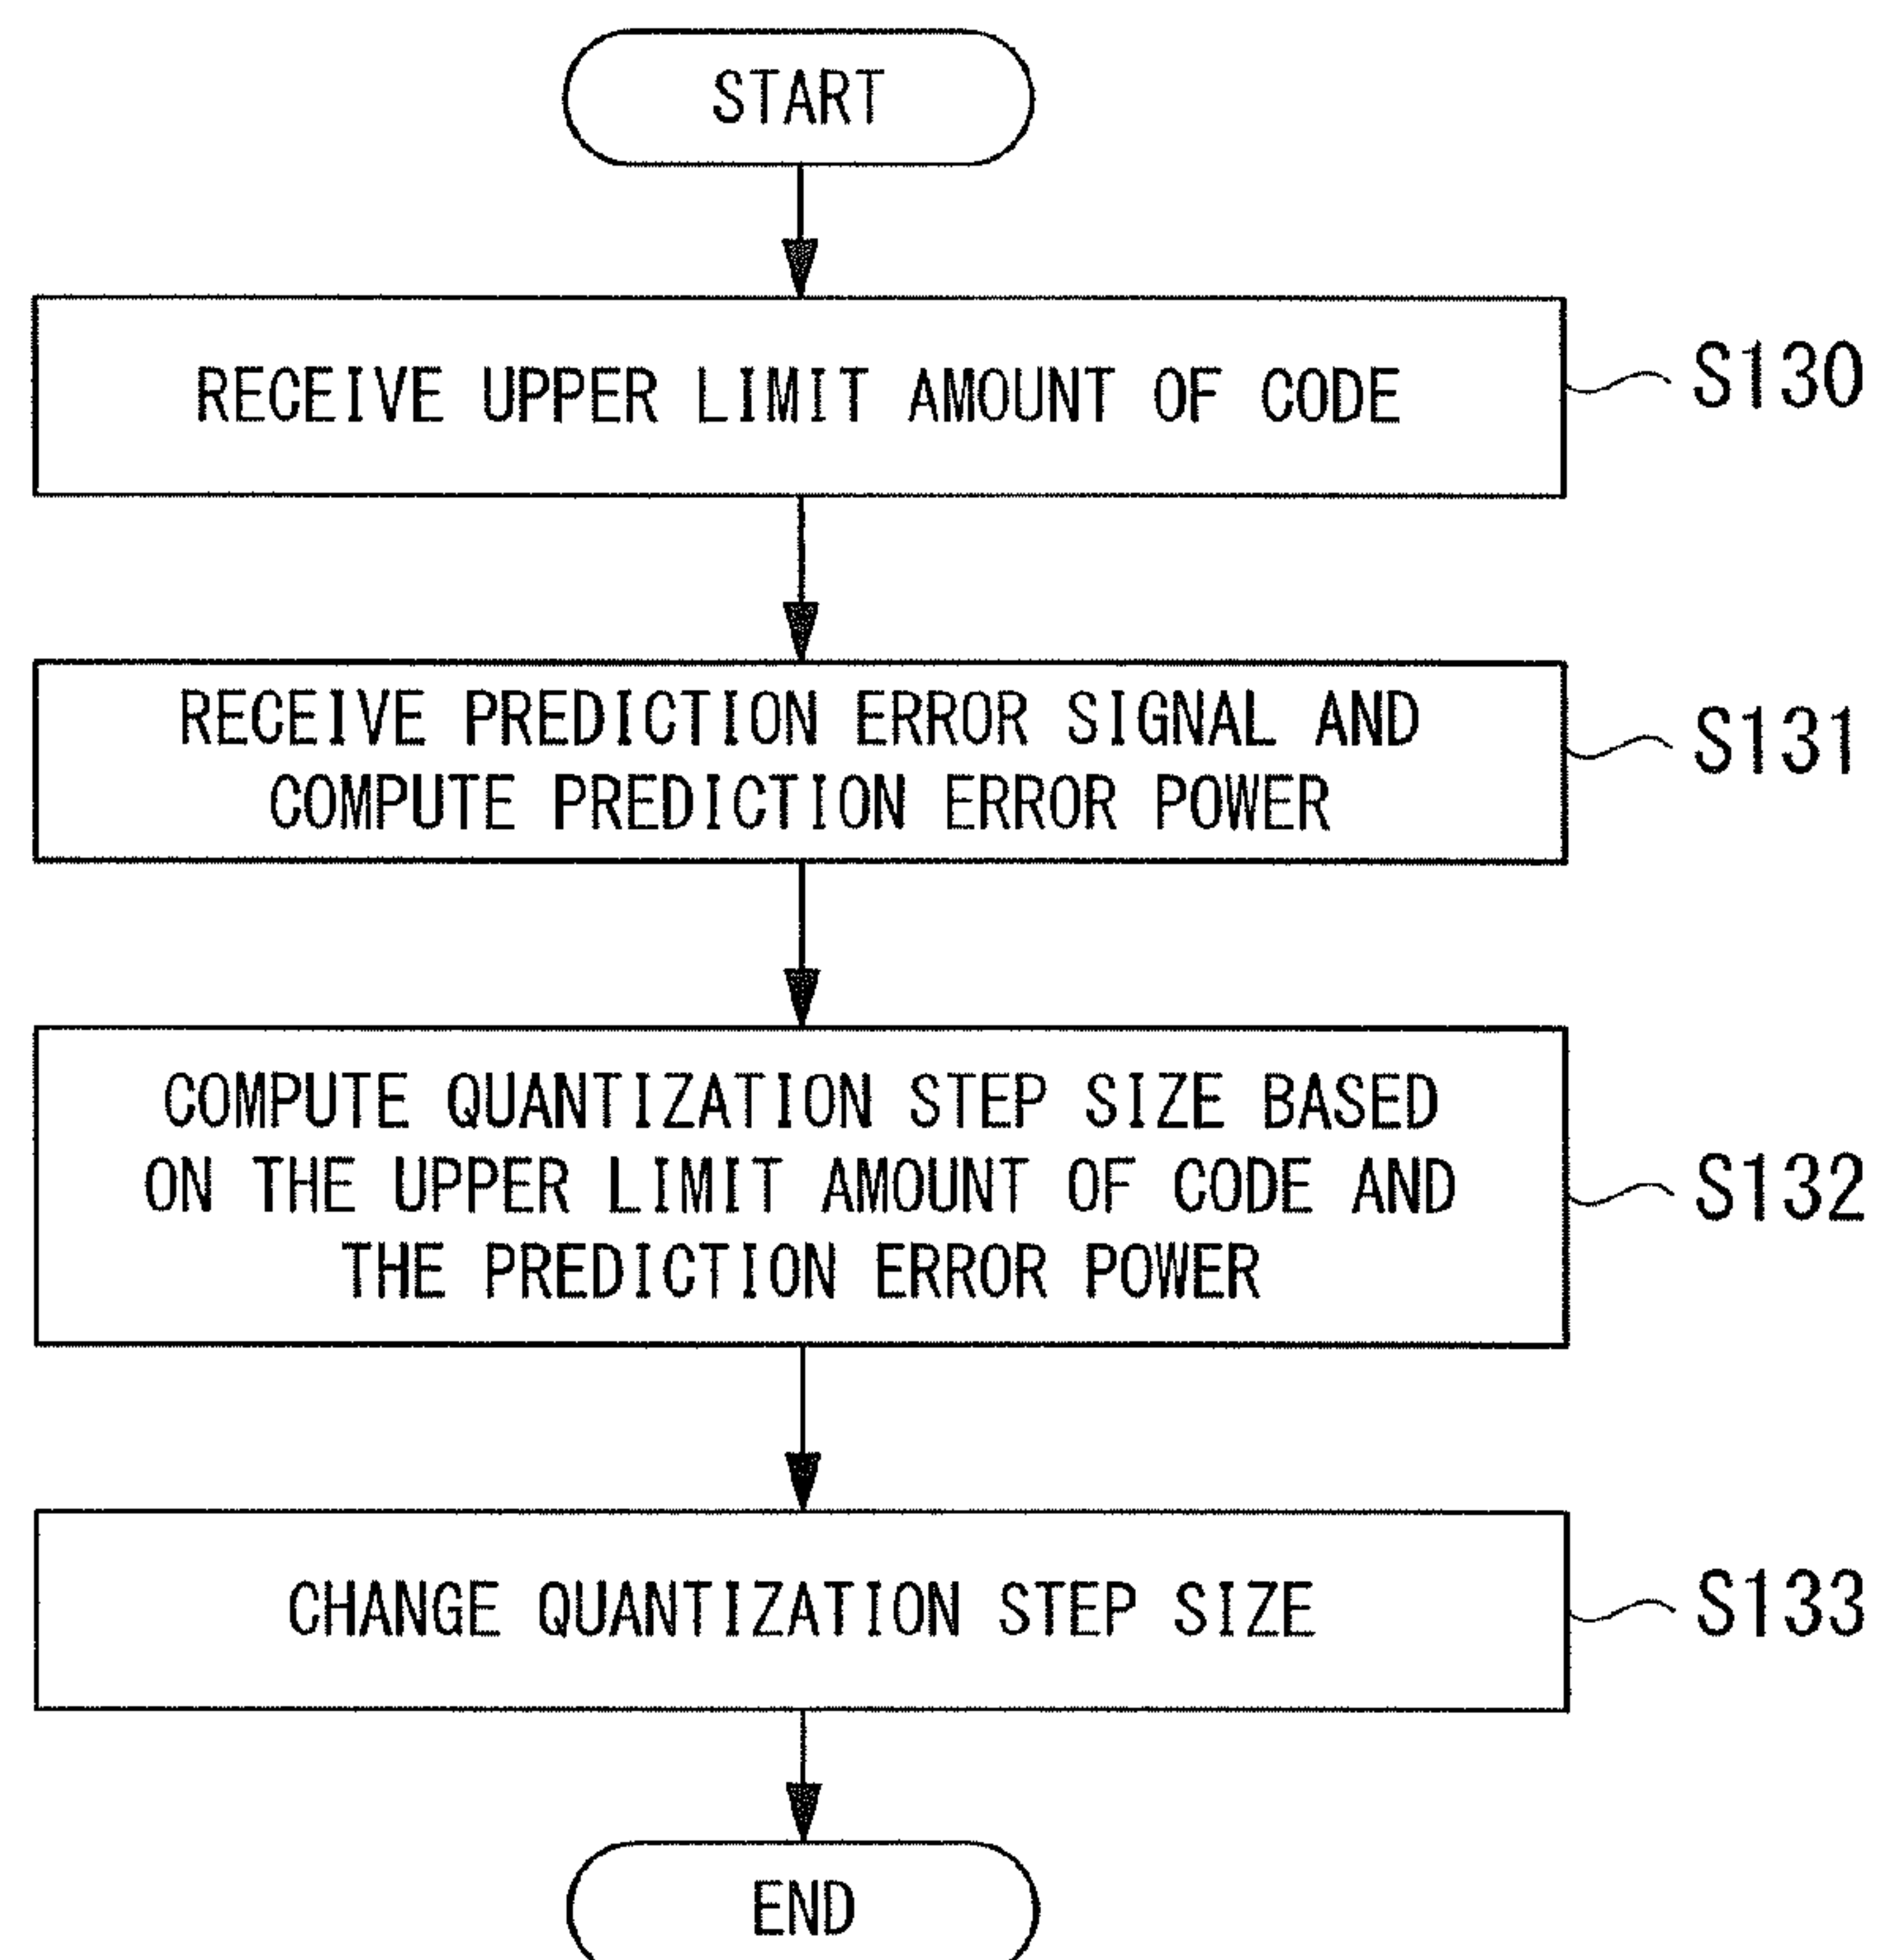 START
RECEIVE UPPER LIMIT AMOUNT OF CODE
S130
RECEIVE PREDICTION ERROR SIGNAL AND
COMPUTE PREDICTION ERROR POWER
S131
COMPUTE QUANTIZATION STEP SIZE BASED
ON THE UPPER LIMIT AMOUNT OF CODE AND
THE PREDICTION ERROR POWER
S132
CHANGE QUANTIZATION STEP SIZE
S133
END